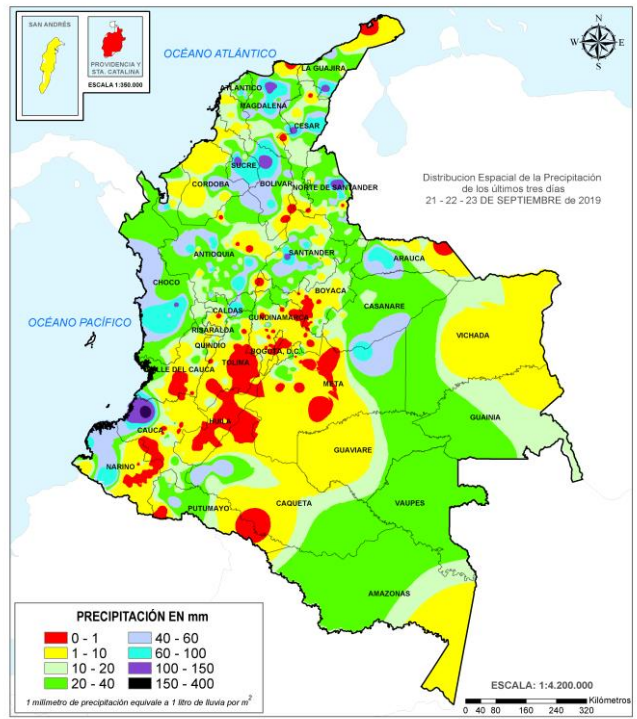 SAN ANDRÉS
PROVIDENCIA Y
STA. CATALINA
ESCALA 1:350.000
OCÉANO ATLÁNTICO
N
W
E
S
LA GUAJIRA
ATLANTICO
MAGDALENA
CESAR
Distribucion Espacial de la Precipitación
de los últimos tres días
21 - 22 - 23 DE SEPTIEMBRE de 2019
SUCRE
CORDOBA
BOLIVAR
NORTE DE SANTANDER
ANTIOQUIA
SANTANDER
ARAUCA
CHOCO
BOYACA
CASANARE
OCÉANO PACÍFICO
CALDAS
CUNDINAMARCA
RISARALDA
VICHADA
QUINDIO
BOGOTA, D.C.
VALLE DEL CAUCA
TOLIMA
META
GUAINIA
CAUCA
HUILA
GUAVIARE
NARIÑO
CAQUETA
VAUPES
PUTUMAYO
AMAZONAS
PRECIPITACIÓN EN mm
0 - 1
40 - 60
1 - 10
60 - 100
10 - 20
100 - 150
20 - 40
150 - 400
1 milimetro de precipitación equivale a 1 litro de lluvia por m2
ESCALA: 1:4.200.000
Kilómetros
0 40 80 160 240 320